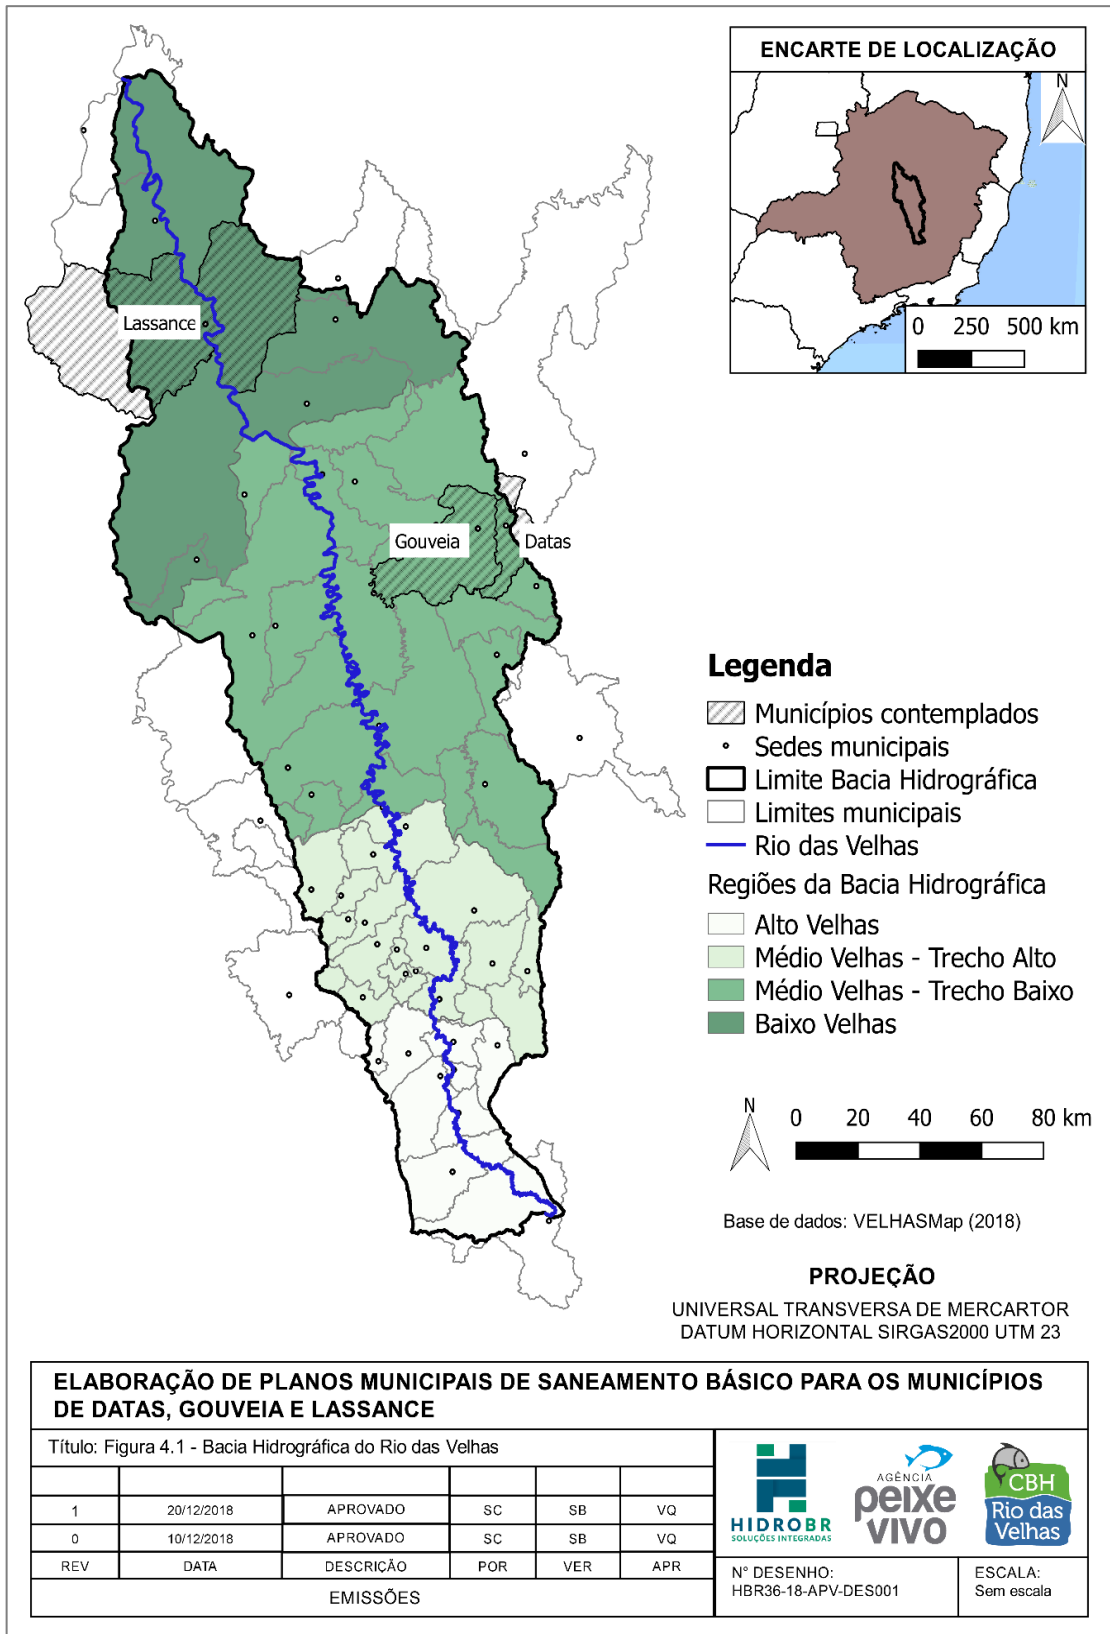 ENCARTE DE LOCALIZAÇÃO
N
0 250 500 km
Lassance
Gouveia
Datas
Legenda
Municípios contemplados
Sedes municipais
Limite Bacia Hidrográfica
Limites municipais
Rio das Velhas
Regiões da Bacia Hidrográfica
Alto Velhas
Médio Velhas - Trecho Alto
Médio Velhas - Trecho Baixo
Baixo Velhas
N
0 20 40 60 80 km
Base de dados: VELHASMap (2018)
PROJEÇÃO
UNIVERSAL TRANSVERSA DE MERCARTOR
DATUM HORIZONTAL SIRGAS2000 UTM 23
ELABORAÇÃO DE PLANOS MUNICIPAIS DE SANEAMENTO BÁSICO PARA OS MUNICÍPIOS
DE DATAS, GOUVEIA E LASSANCE
Título: Figura 4.1 - Bacia Hidrográfica do Rio das Velhas
1 20/12/2018 APROVADO SC SB VQ
0 10/12/2018 APROVADO SC SB VQ
REV DATA DESCRIÇÃO POR VER APR
EMISSÕES
HIDROBR
SOLUÇÕES INTEGRADAS
AGÊNCIA
peixe
VIVO
CBH
Rio das
Velhas
N° DESENHO:
HBR36-18-APV-DES001
ESCALA:
Sem escala